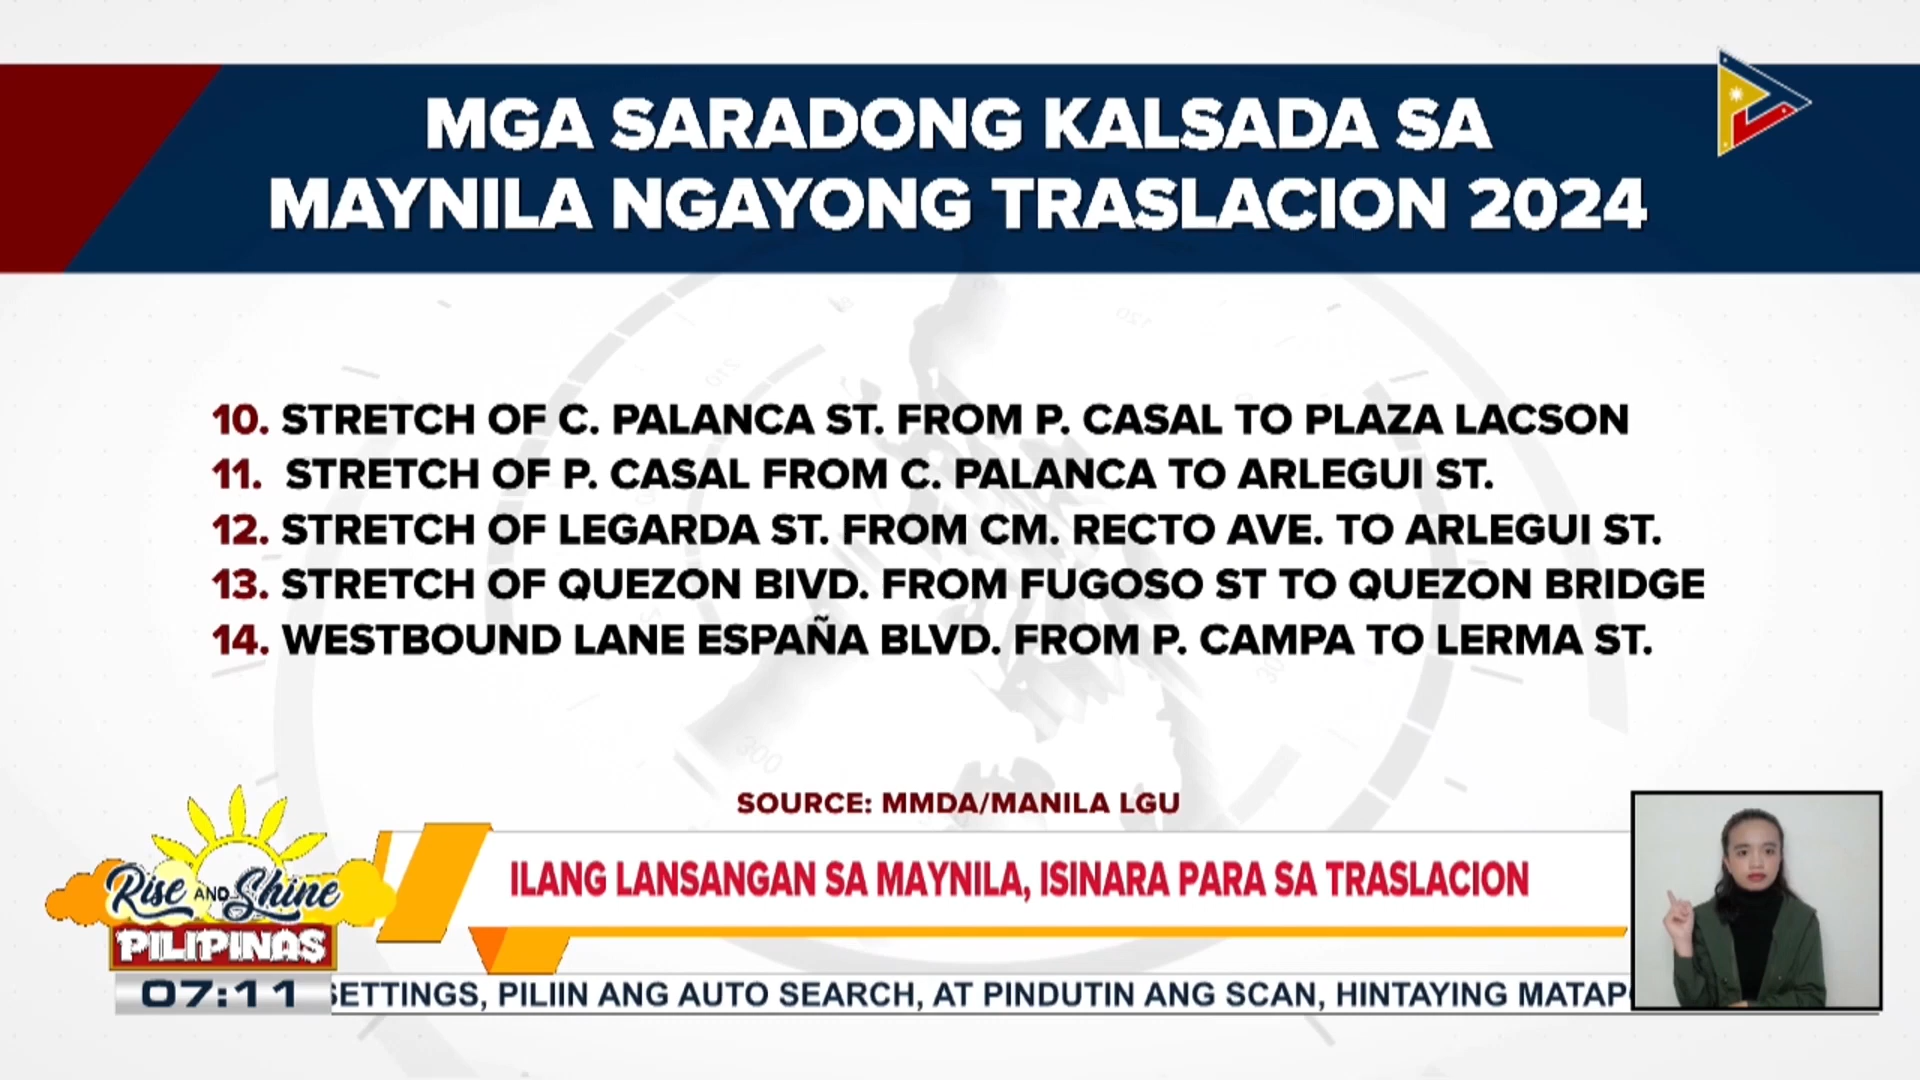 MGA SARADONG KALSADA SA
MAYNILA NGAYONG TRASLACION 2024
10. STRETCH OF C. PALANCA ST. FROM P. CASAL TO PLAZA LACSON
11. STRETCH OF P. CASAL FROM C. PALANCA TO ARLEGUI ST.
12. STRETCH OF LEGARDA ST. FROM CM. RECTO AVE. TO ARLEGUI ST.
13. STRETCH OF QUEZON BIVD. FROM FUGOSO ST TO QUEZON BRIDGE
14. WESTBOUND LANE ESPAÑA BLVD. FROM P. CAMPA TO LERMA ST.
SOURCE: MMDA/MANILA LGU
ILANG LANSANGAN SA MAYNILA, ISINARA PARA SA TRASLACION
Rise AND Shine
PILIPINAS
07:11
SETTINGS, PILIIN ANG AUTO SEARCH, AT PINDUTIN ANG SCAN, HINTAYING MATAP